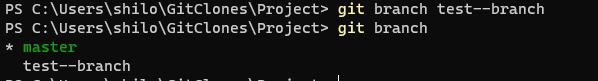 PS C:\Users\shilo\GitClones\Project> git branch test--branch
PS C:\Users\shilo\GitClones\Project> git branch
* master
  test--branch